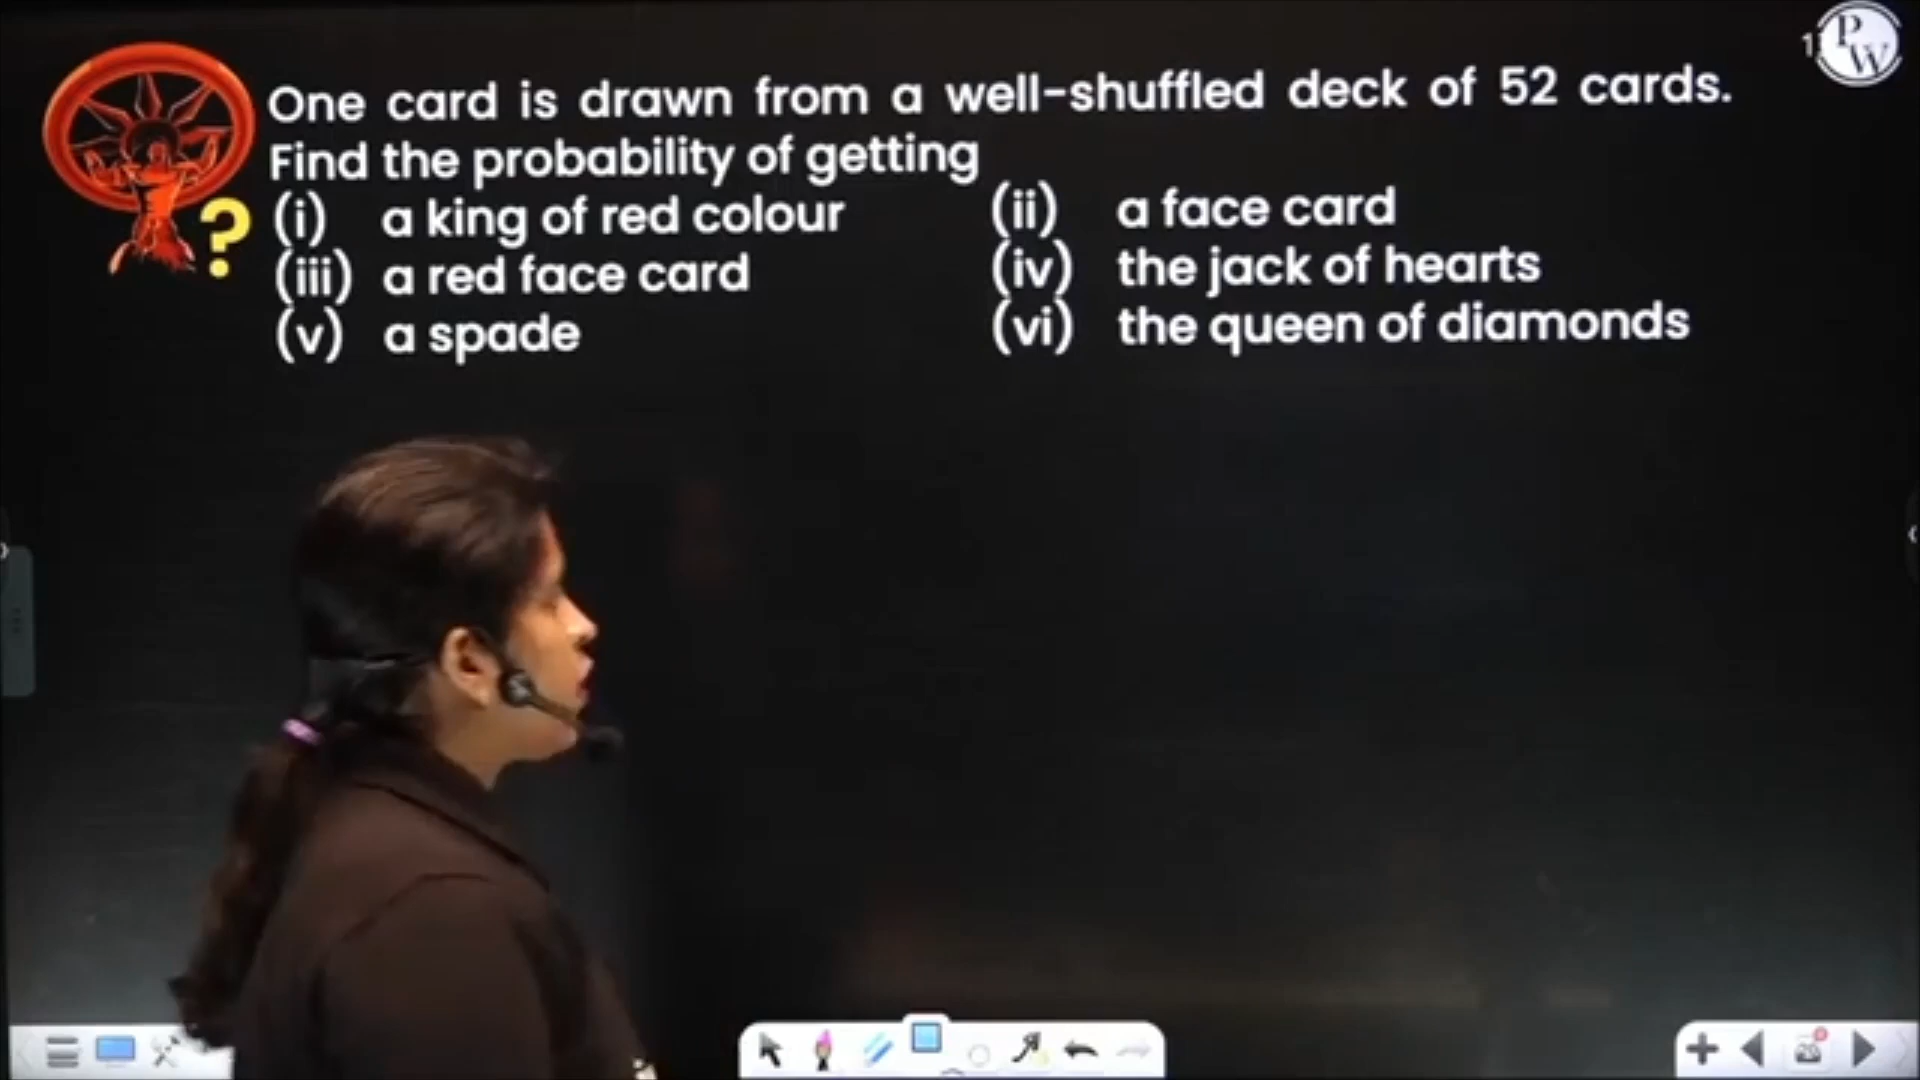 One card is drawn from a well-shuffled deck of 52 cards.
Find the probability of getting
(i) a king of red colour (ii) a face card
(iii) a red face card (iv) the jack of hearts
(v) a spade (vi) the queen of diamonds
?
PW